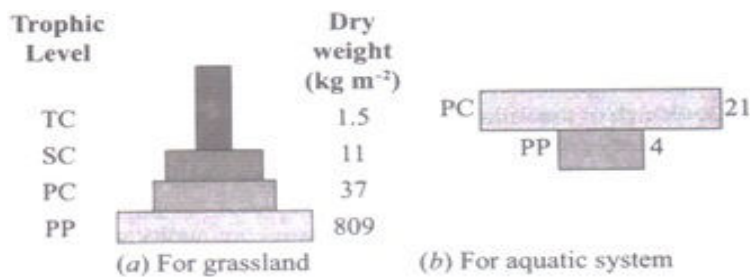 Trophic Level
Dry weight (kg m⁻²)
TC 1.5
SC 11
PC 37
PP 809
(a) For grassland
PC 21
PP 4
(b) For aquatic system